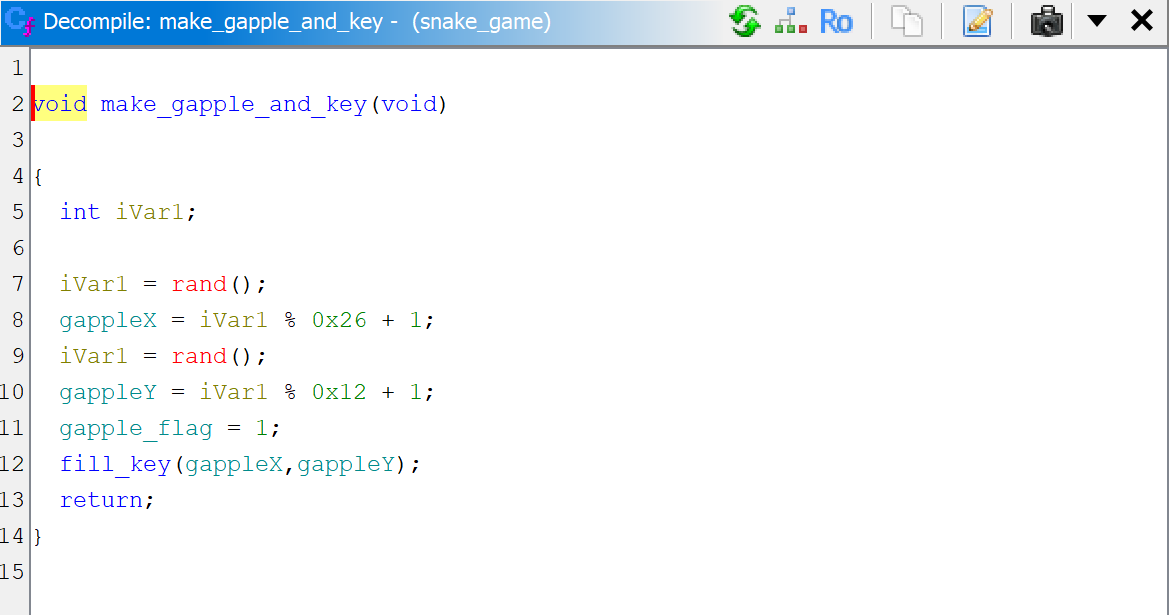 Decompile: make_gapple_and_key - (snake_game)
Ro
1
2 void make_gapple_and_key(void)
3
4 {
5 int iVar1;
6
7 iVar1 = rand();
8 gappleX = iVar1 % 0x26 + 1;
9 iVar1 = rand();
10 gappleY = iVar1 % 0x12 + 1;
11 gapple_flag = 1;
12 fill_key(gappleX,gappleY);
13 return;
14 }
15